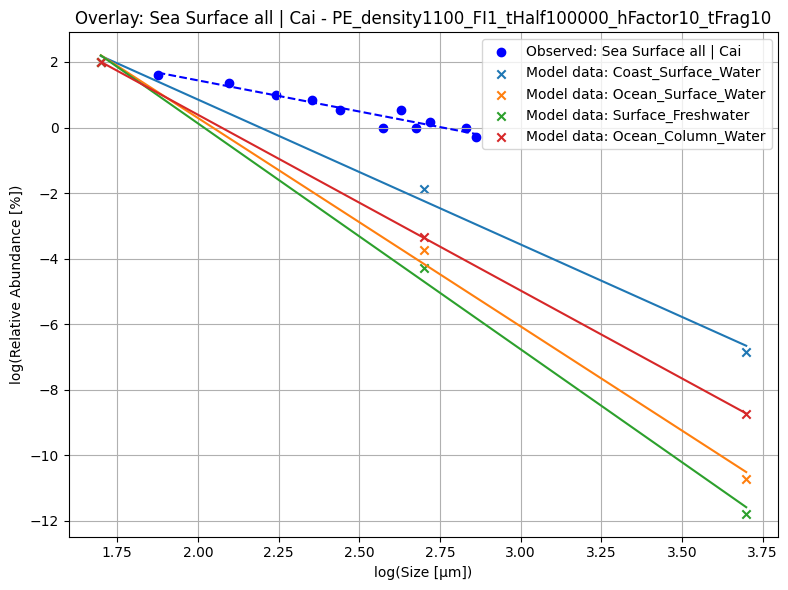 Overlay: Sea Surface all | Cai - PE_density1100_FI1_tHalf100000_hFactor10_tFrag10
Observed: Sea Surface all | Cai
Model data: Coast_Surface_Water
Model data: Ocean_Surface_Water
Model data: Surface_Freshwater
Model data: Ocean_Column_Water
log(Relative Abundance [%])
2
0
−2
−4
−6
−8
−10
−12
1.75 2.00 2.25 2.50 2.75 3.00 3.25 3.50 3.75
log(Size [µm])